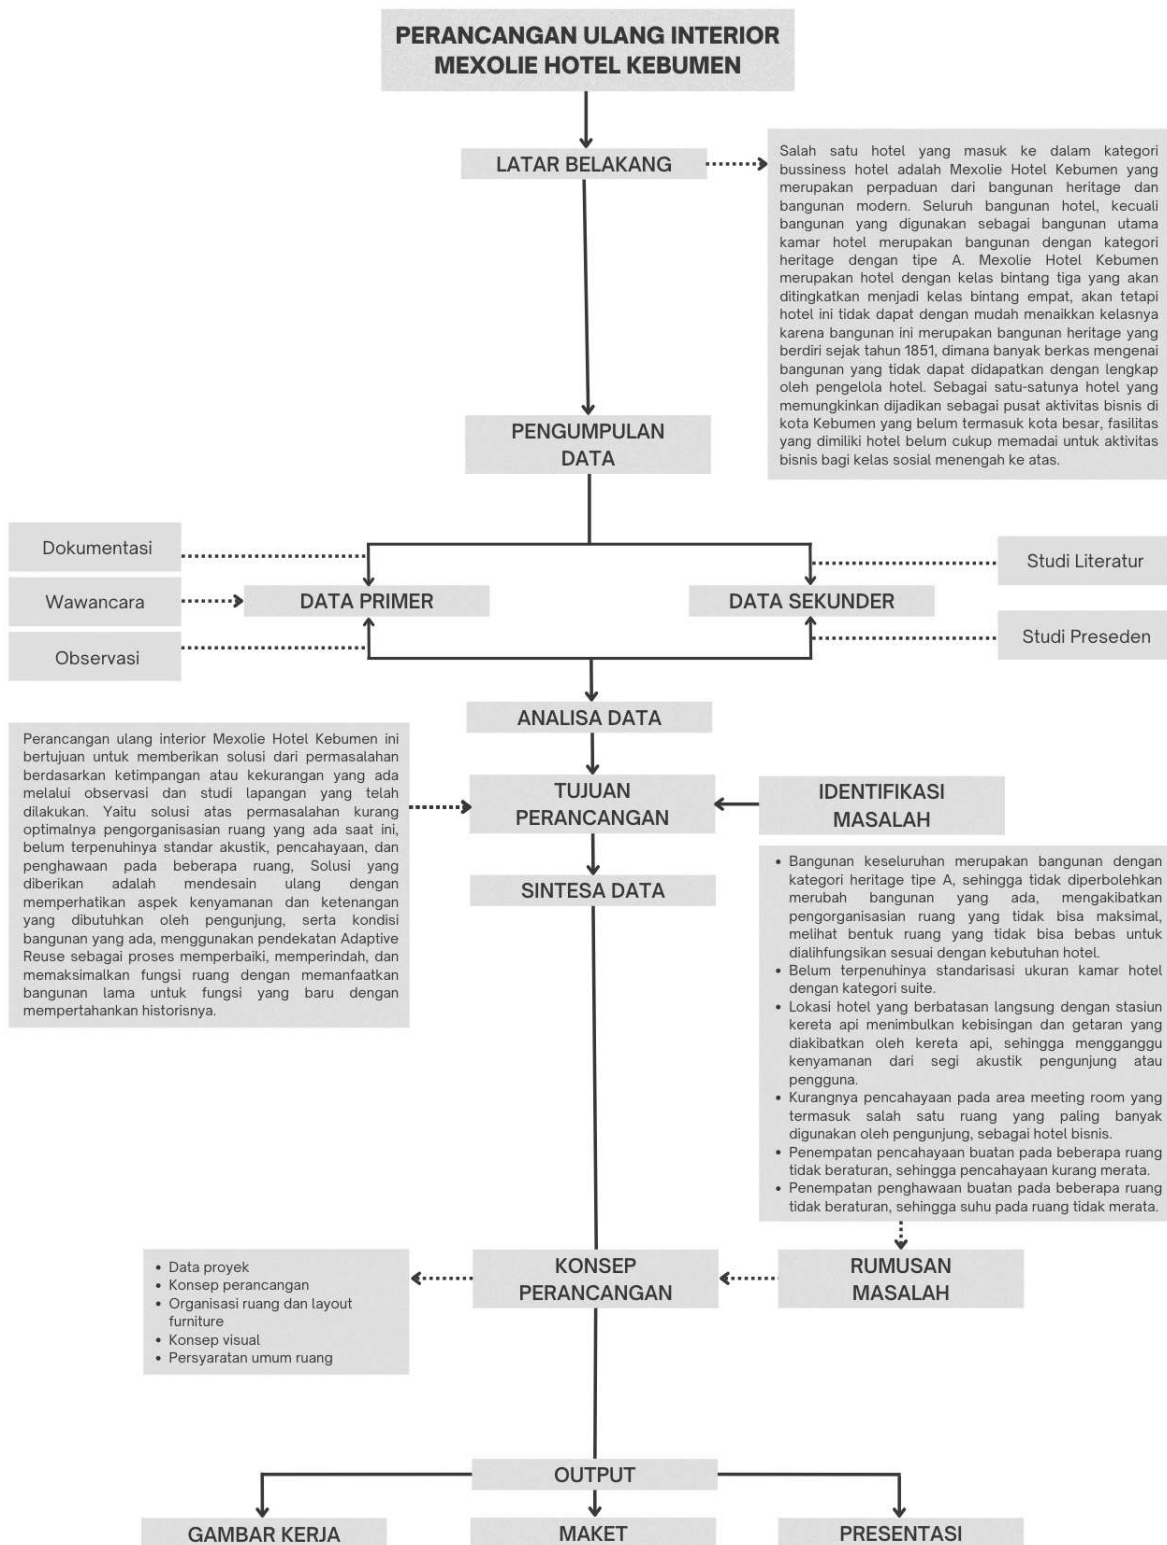 PERANCANGAN ULANG INTERIOR
MEXOLIE HOTEL KEBUMEN
LATAR BELAKANG
Salah satu hotel yang masuk ke dalam kategori
bussiness hotel adalah Mexolie Hotel Kebumen yang
merupakan perpaduan dari bangunan heritage dan
bangunan modern. Seluruh bangunan hotel, kecuali
bangunan yang digunakan sebagai bangunan utama
kamar hotel merupakan bangunan dengan kategori
heritage dengan tipe A. Mexolie Hotel Kebumen
merupakan hotel dengan kelas bintang tiga yang akan
ditingkatkan menjadi kelas bintang empat, akan tetapi
hotel ini tidak dapat dengan mudah menaikkan kelasnya
karena bangunan ini merupakan bangunan heritage yang
berdiri sejak tahun 1851, dimana banyak berkas mengenai
bangunan yang tidak dapat didapatkan dengan lengkap
oleh pengelola hotel. Sebagai satu-satunya hotel yang
memungkinkan dijadikan sebagai pusat aktivitas bisnis di
kota Kebumen yang belum termasuk kota besar, fasilitas
yang dimiliki hotel belum cukup memadai untuk aktivitas
bisnis bagi kelas sosial menengah ke atas.
PENGUMPULAN
DATA
Dokumentasi
Wawancara
Observasi
DATA PRIMER
DATA SEKUNDER
Studi Literatur
Studi Preseden
ANALISA DATA
Perancangan ulang interior Mexolie Hotel Kebumen ini
bertujuan untuk memberikan solusi dari permasalahan
berdasarkan ketimpangan atau kekurangan yang ada
melalui observasi dan studi lapangan yang telah
dilakukan. Yaitu solusi atas permasalahan kurang
optimalnya pengorganisasian ruang yang ada saat ini,
belum terpenuhinya standar akustik, pencahayaan, dan
penghawaan pada beberapa ruang, Solusi yang
diberikan adalah mendesain ulang dengan
memperhatikan aspek kenyamanan dan ketenangan
yang dibutuhkan oleh pengunjung, serta kondisi
bangunan yang ada, menggunakan pendekatan Adaptive
Reuse sebagai proses memperbaiki, memperindah, dan
memaksimalkan fungsi ruang dengan memanfaatkan
bangunan lama untuk fungsi yang baru dengan
mempertahankan historisnya.
TUJUAN
PERANCANGAN
IDENTIFIKASI
MASALAH
SINTESA DATA
• Bangunan keseluruhan merupakan bangunan dengan
kategori heritage tipe A, sehingga tidak diperbolehkan
merubah bangunan yang ada, mengakibatkan
pengorganisasian ruang yang tidak bisa maksimal,
melihat bentuk ruang yang tidak bisa bebas untuk
dialihfungsikan sesuai dengan kebutuhan hotel.
• Belum terpenuhinya standarisasi ukuran kamar hotel
dengan kategori suite.
• Lokasi hotel yang berbatasan langsung dengan stasiun
kereta api menimbulkan kebisingan dan getaran yang
diakibatkan oleh kereta api, sehingga mengganggu
kenyamanan dari segi akustik pengunjung atau
pengguna.
• Kurangnya pencahayaan pada area meeting room yang
termasuk salah satu ruang yang paling banyak
digunakan oleh pengunjung, sebagai hotel bisnis.
• Penempatan pencahayaan buatan pada beberapa ruang
tidak beraturan, sehingga pencahayaan kurang merata.
• Penempatan penghawaan buatan pada beberapa ruang
tidak beraturan, sehingga suhu pada ruang tidak merata.
• Data proyek
• Konsep perancangan
• Organisasi ruang dan layout
furniture
• Konsep visual
• Persyaratan umum ruang
KONSEP
PERANCANGAN
RUMUSAN
MASALAH
OUTPUT
GAMBAR KERJA
MAKET
PRESENTASI